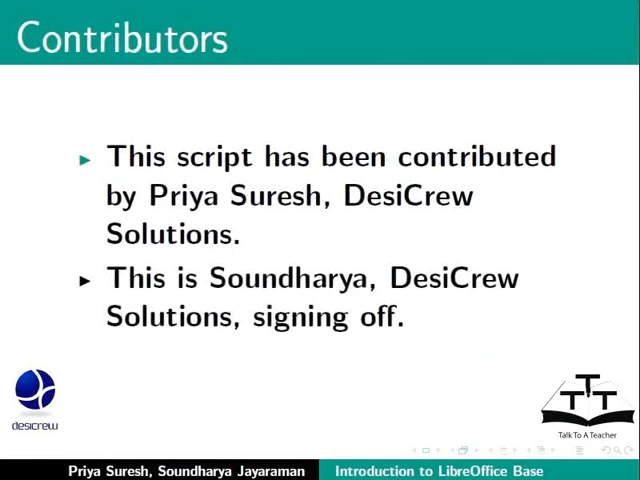 Contributors
This script has been contributed
by Priya Suresh, DesiCrew
Solutions.
This is Soundharya, DesiCrew
Solutions, signing off.
desicrew
T
T T
Talk To A Teacher
Priya Suresh, Soundharya Jayaraman
Introduction to LibreOffice Base